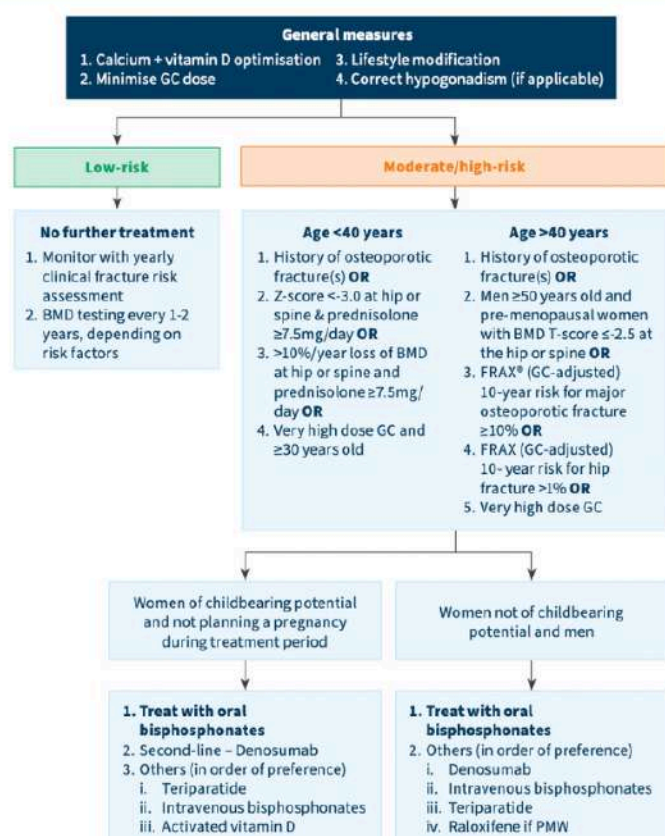 General measures
1. Calcium + vitamin D optimisation
2. Minimise GC dose
3. Lifestyle modification
4. Correct hypogonadism (if applicable)
Low-risk
Moderate/high-risk
No further treatment
1. Monitor with yearly
clinical fracture risk
assessment
2. BMD testing every 1-2
years, depending on
risk factors
Age <40 years
1. History of osteoporotic
fracture(s) OR
2. Z-score <-3.0 at hip or
spine & prednisolone
≥7.5mg/day OR
3. >10%/year loss of BMD
at hip or spine and
prednisolone ≥7.5mg/
day OR
4. Very high dose GC and
≥30 years old
Age >40 years
1. History of osteoporotic
fracture(s) OR
2. Men ≥50 years old and
pre-menopausal women
with BMD T-score ≤-2.5 at
the hip or spine OR
3. FRAX® (GC-adjusted)
10-year risk for major
osteoporotic fracture
≥10% OR
4. FRAX (GC-adjusted)
10- year risk for hip
fracture >1% OR
5. Very high dose GC
Women of childbearing potential
and not planning a pregnancy
during treatment period
Women not of childbearing
potential and men
1. Treat with oral
bisphosphonates
2. Second-line – Denosumab
3. Others (in order of preference)
i. Teriparatide
ii. Intravenous bisphosphonates
iii. Activated vitamin D
1. Treat with oral
bisphosphonates
2. Others (in order of preference)
i. Denosumab
ii. Intravenous bisphosphonates
iii. Teriparatide
iv. Raloxifene if PMW